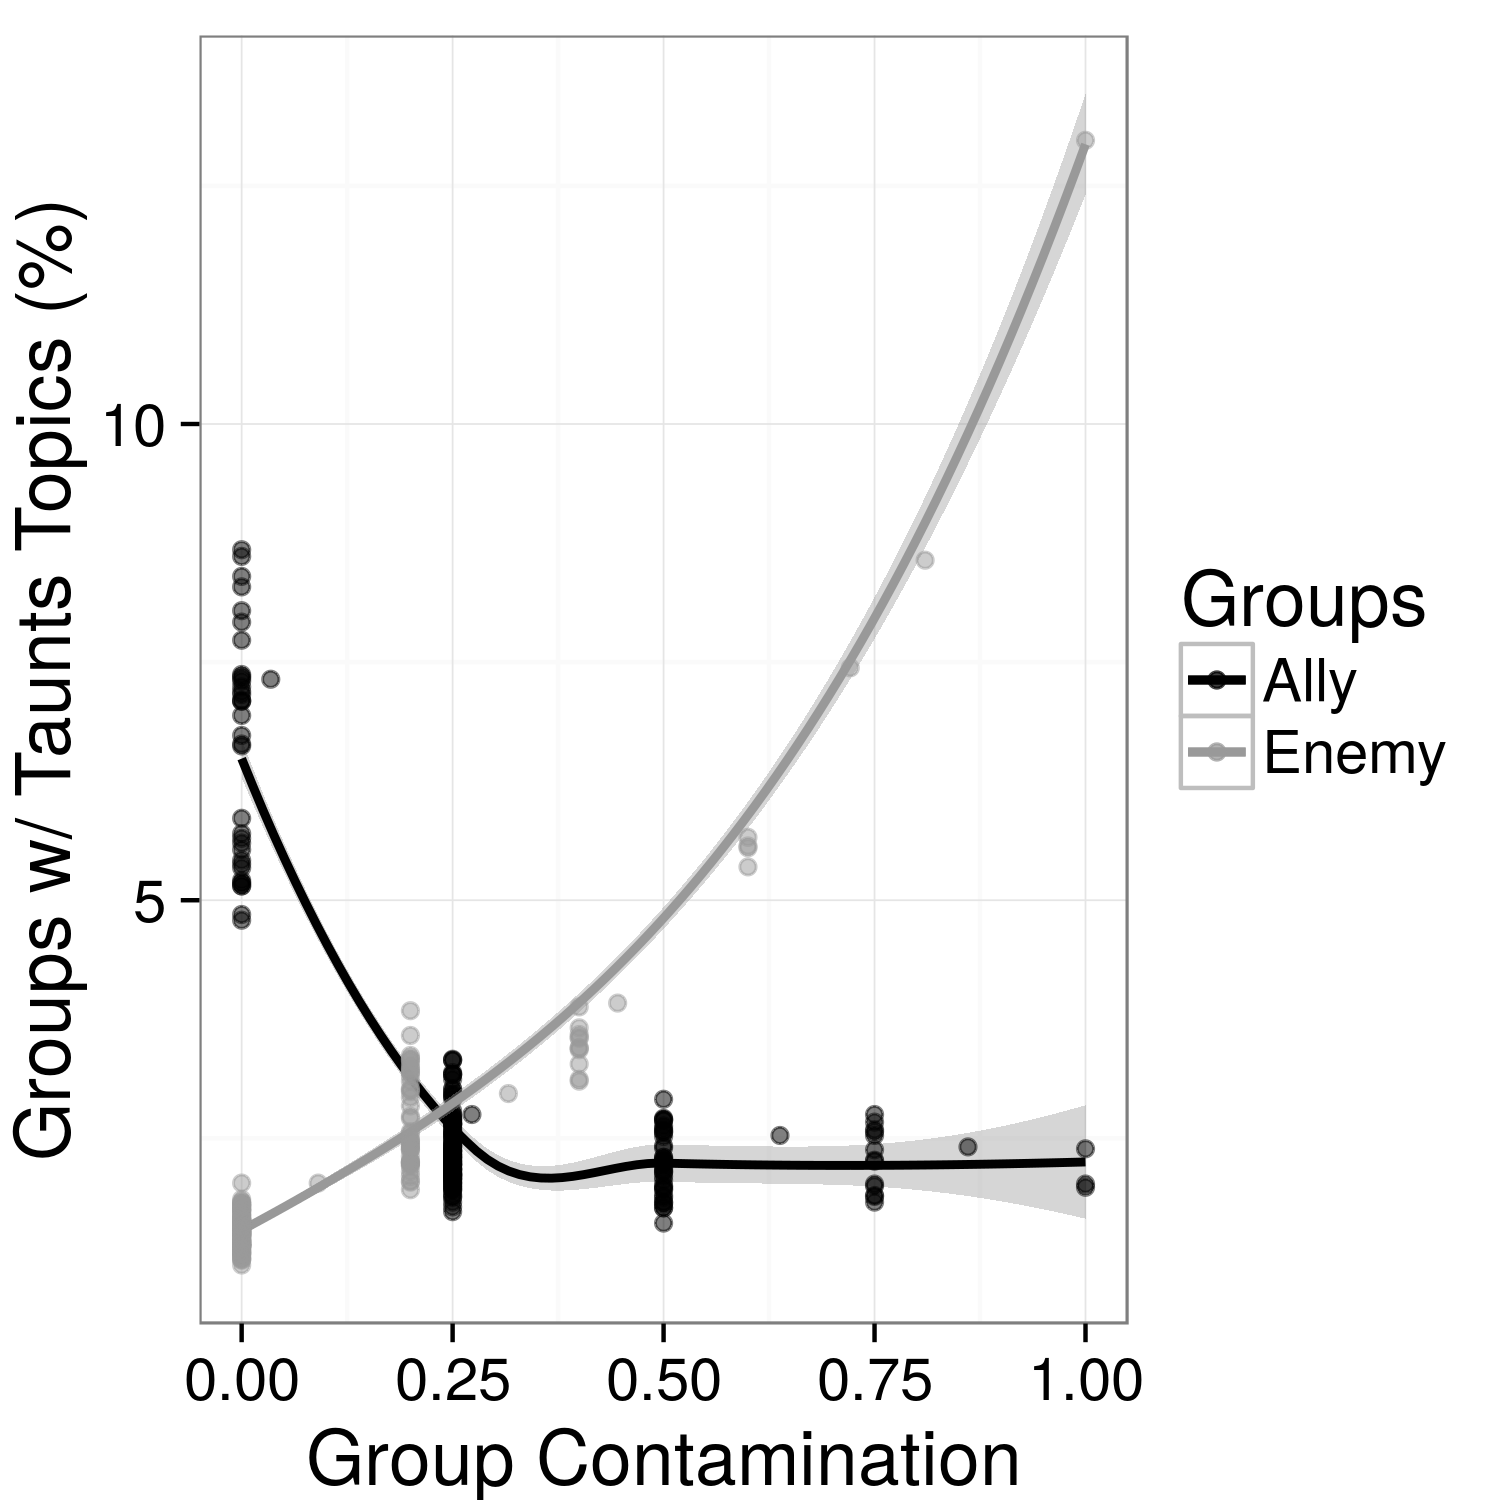 Groups w/ Taunts Topics (%)
10
5
0.00 0.25 0.50 0.75 1.00
Group Contamination
Groups
Ally
Enemy